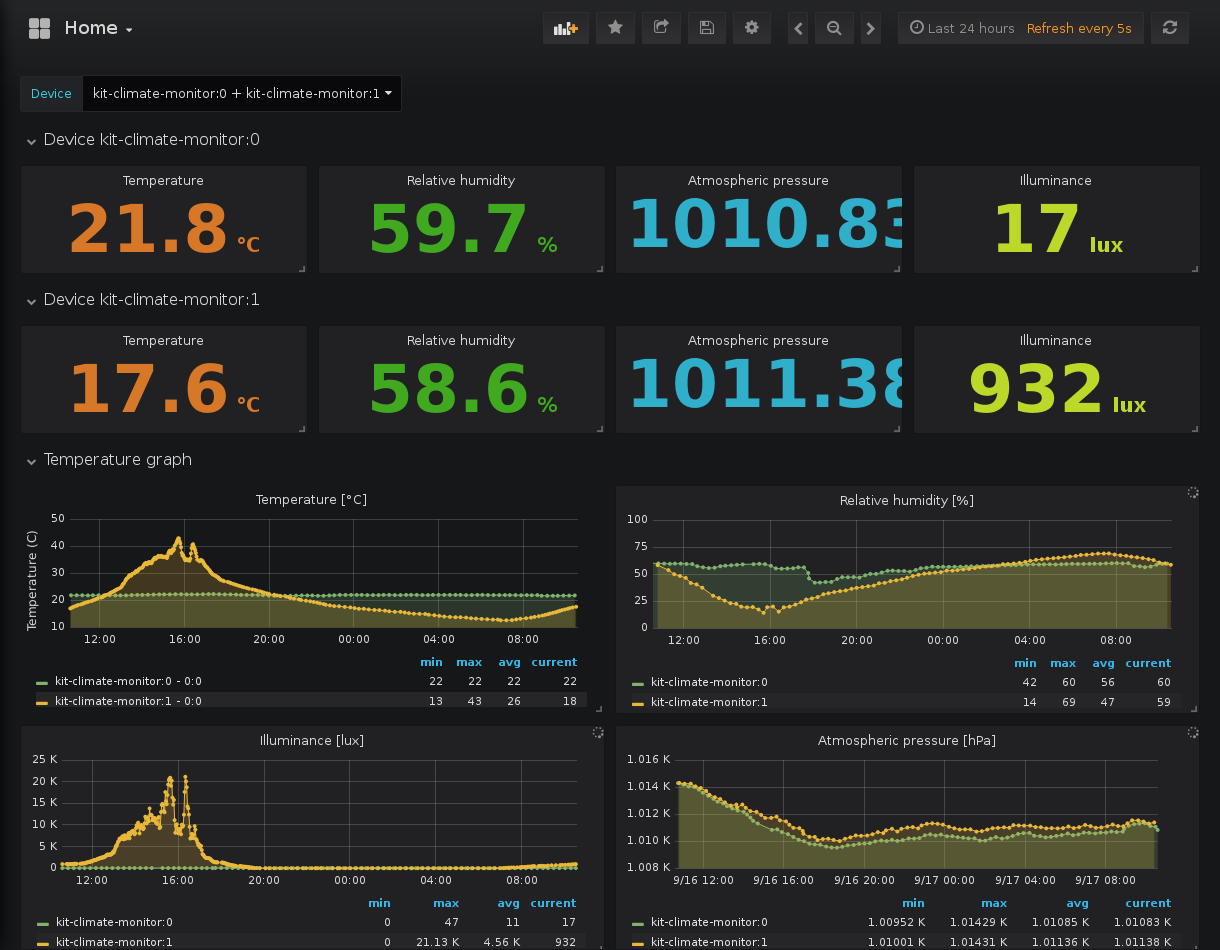 Home
Last 24 hours Refresh every 5s
Device kit-climate-monitor:0 + kit-climate-monitor:1
Device kit-climate-monitor:0
Temperature Relative humidity Atmospheric pressure Illuminance
21.8 °C 59.7 % 1010.83 17 lux
Device kit-climate-monitor:1
Temperature Relative humidity Atmospheric pressure Illuminance
17.6 °C 58.6 % 1011.38 932 lux
Temperature graph
Temperature [°C]
Temperature (C)
50
40
30
20
10
12:00 16:00 20:00 00:00 04:00 08:00
min max avg current
kit-climate-monitor:0 - 0:0 22 22 22 22
kit-climate-monitor:1 - 0:0 13 43 26 18
Relative humidity [%]
100
75
50
25
0
12:00 16:00 20:00 00:00 04:00 08:00
min max avg current
kit-climate-monitor:0 42 60 56 60
kit-climate-monitor:1 14 69 47 59
Illuminance [lux]
25 K
20 K
15 K
10 K
5 K
0
12:00 16:00 20:00 00:00 04:00 08:00
min max avg current
kit-climate-monitor:0 0 47 11 17
kit-climate-monitor:1 0 21.13 K 4.56 K 932
Atmospheric pressure [hPa]
1.016 K
1.014 K
1.012 K
1.010 K
1.008 K
9/16 12:00 9/16 16:00 9/16 20:00 9/17 00:00 9/17 04:00 9/17 08:00
min max avg current
kit-climate-monitor:0 1.00952 K 1.01429 K 1.01085 K 1.01083 K
kit-climate-monitor:1 1.01001 K 1.01431 K 1.01136 K 1.01138 K